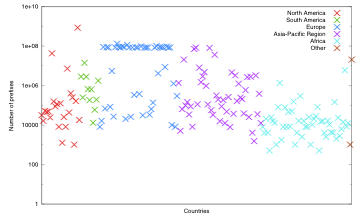 1e+10
1e+08
1e+06
10000
100
1
Number of prefixes
Countries
North America
South America
Europe
Asia-Pacific Region
Africa
Other